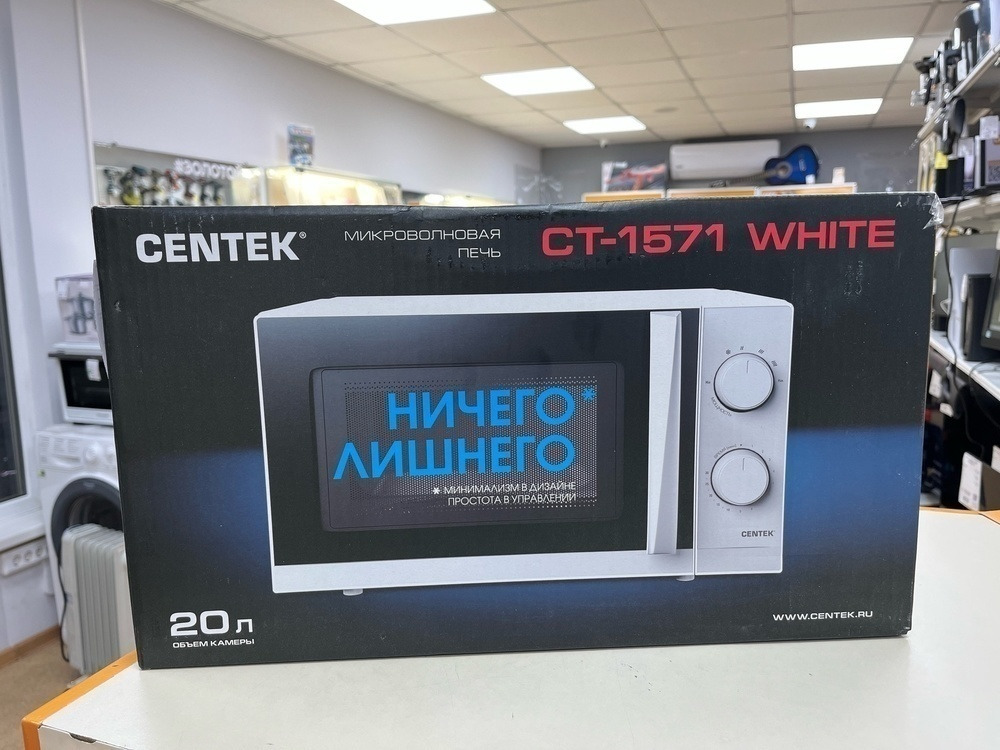 #ЗОЛОТО
CENTEK®
МИКРОВОЛНОВАЯ
ПЕЧЬ
CT-1571 WHITE
НИЧЕГО*
ЛИШНЕГО
* МИНИМАЛИЗМ В ДИЗАЙНЕ
ПРОСТОТА В УПРАВЛЕНИИ
CENTEK
20 л
ОБЪЕМ КАМЕРЫ
WWW.CENTEK.RU